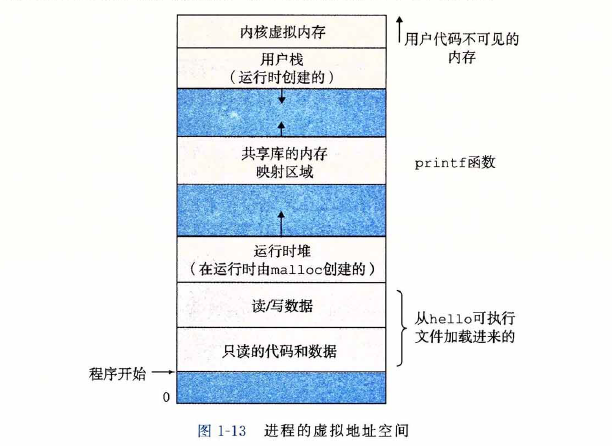 内核虚拟内存
用户代码不可见的
内存
用户栈
（运行时创建的）
共享库的内存
映射区域
printf函数
运行时堆
（在运行时由malloc创建的）
读/写数据
从hello可执行
文件加载进来的
只读的代码和数据
程序开始
0
图 1-13 进程的虚拟地址空间